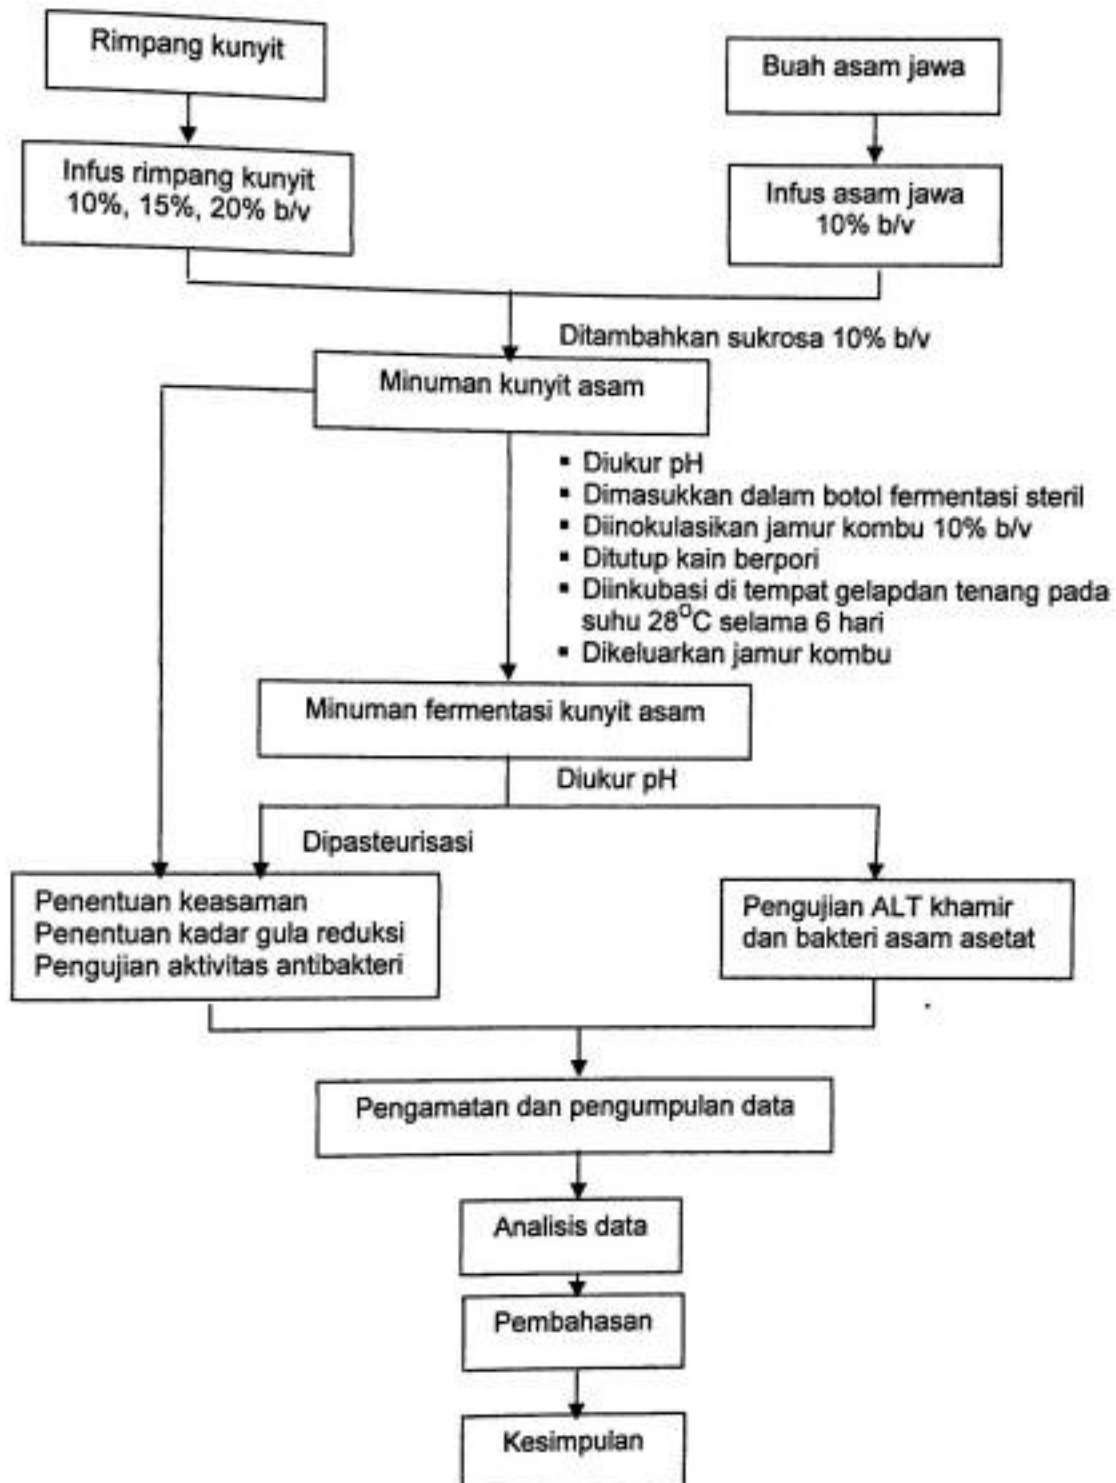 Rimpang kunyit
Buah asam jawa
Infus rimpang kunyit
10%, 15%, 20% b/v
Infus asam jawa
10% b/v
Ditambahkan sukrosa 10% b/v
Minuman kunyit asam
▪ Diukur pH
▪ Dimasukkan dalam botol fermentasi steril
▪ Diinokulasikan jamur kombu 10% b/v
▪ Ditutup kain berpori
▪ Diinkubasi di tempat gelapdan tenang pada
suhu 28°C selama 6 hari
▪ Dikeluarkan jamur kombu
Minuman fermentasi kunyit asam
Diukur pH
Dipasteurisasi
Penentuan keasaman
Penentuan kadar gula reduksi
Pengujian aktivitas antibakteri
Pengujian ALT khamir
dan bakteri asam asetat
Pengamatan dan pengumpulan data
Analisis data
Pembahasan
Kesimpulan